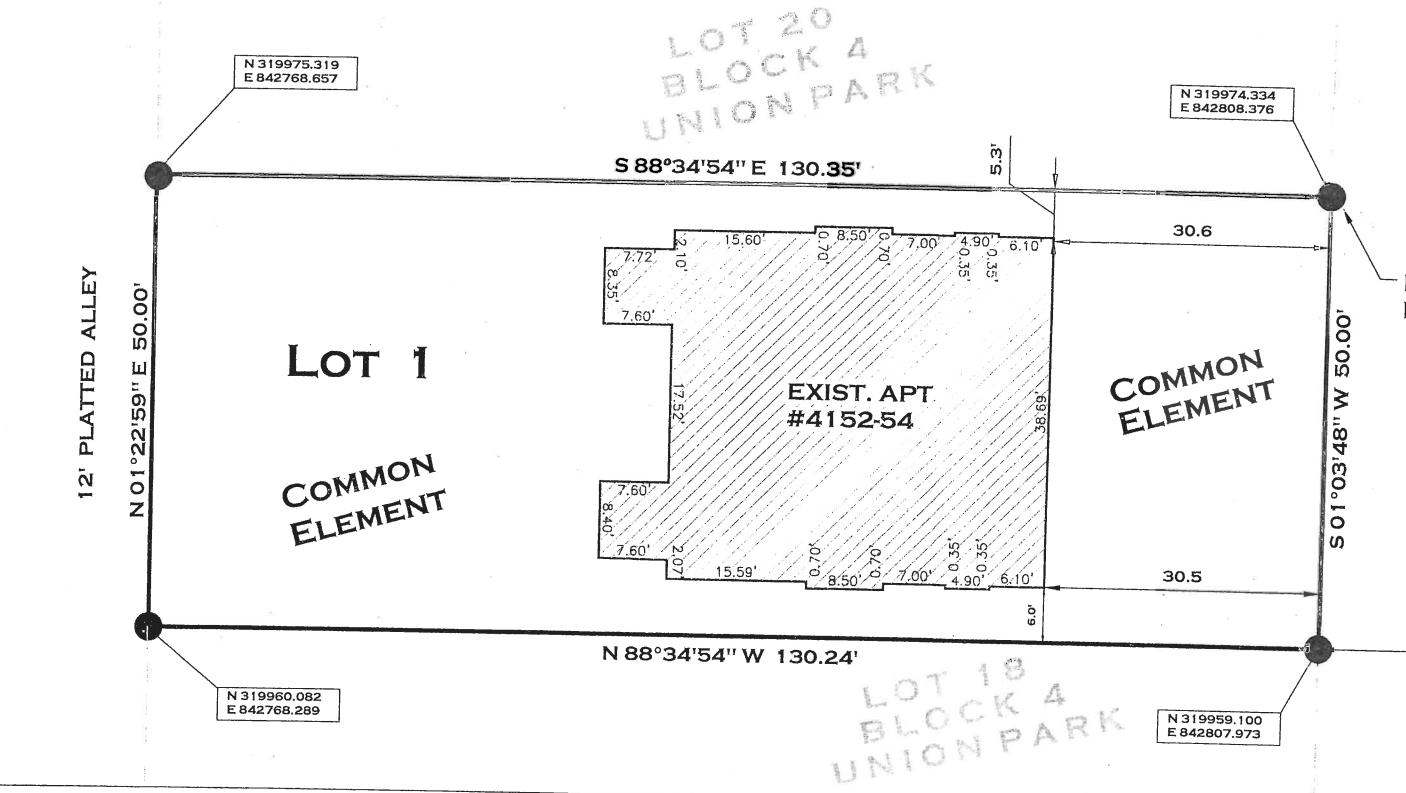 LOT 20
BLOCK 4
UNION PARK
N 319975.319
E 842768.657
N 319974.334
E 842808.376
S 88°34'54" E 130.35'
5.3'
30.6
15.60'
0.70'
8.50'
0.70'
7.00'
4.90'
0.35'
0.35'
6.10'
2.10'
7.72'
8.35'
7.60'
12' PLATTED ALLEY
N 01°22'59" E 50.00'
LOT 1
COMMON
ELEMENT
17.52'
EXIST. APT
#4152-54
38.69'
COMMON
ELEMENT
S 01°03'48" W 50.00'
7.60'
8.40'
7.60'
2.07'
15.59'
0.70'
8.50'
0.70'
7.00'
0.35'
4.90'
0.35'
6.10'
30.5
6.0'
N 88°34'54" W 130.24'
N 319960.082
E 842768.289
LOT 18
BLOCK 4
UNION PARK
N 319959.100
E 842807.973